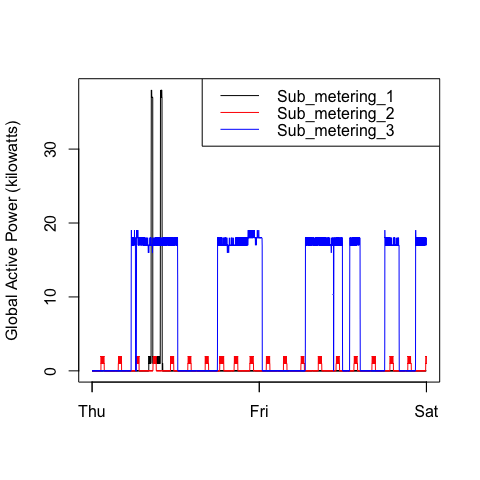 Sub_metering_1
Sub_metering_2
Sub_metering_3
Global Active Power (kilowatts)
30
20
10
0
Thu Fri Sat